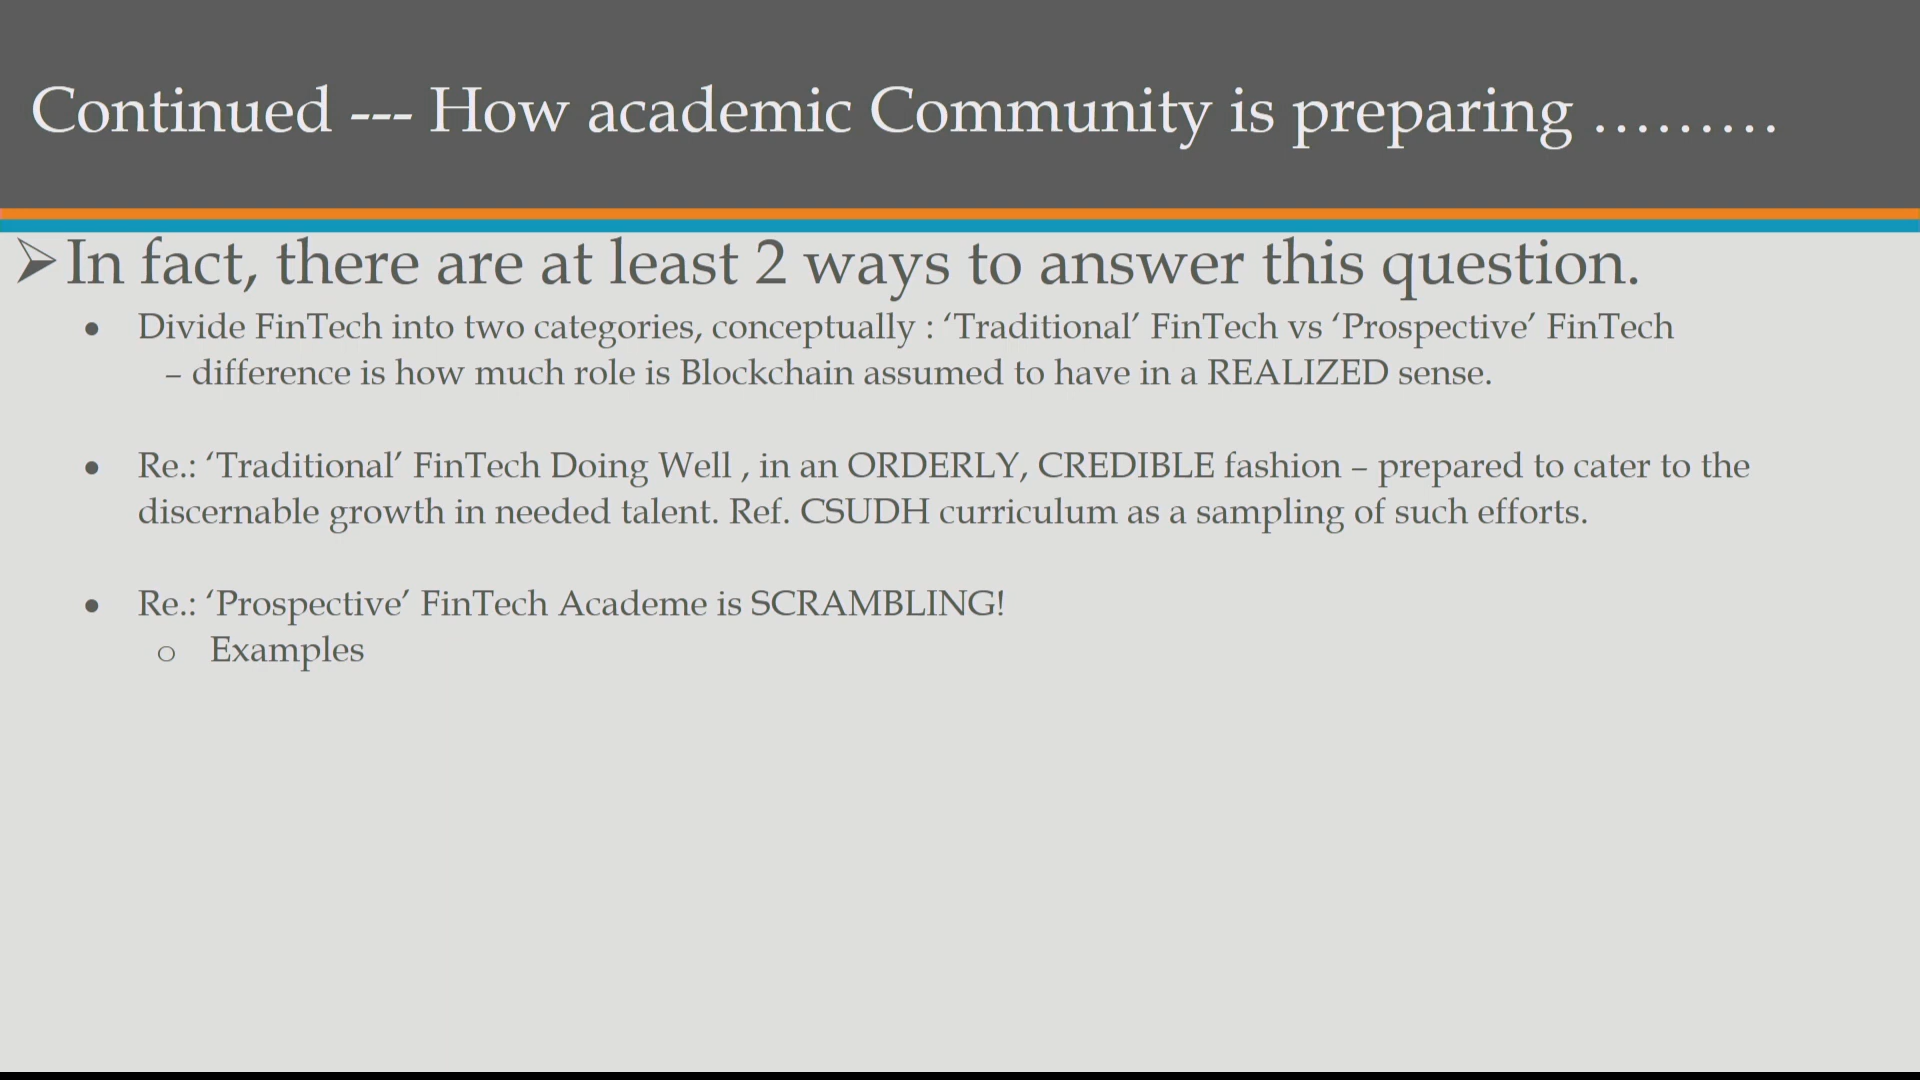 Continued --- How academic Community is preparing ………
➢In fact, there are at least 2 ways to answer this question.
● Divide FinTech into two categories, conceptually : ‘Traditional’ FinTech vs ‘Prospective’ FinTech
– difference is how much role is Blockchain assumed to have in a REALIZED sense.
● Re.: ‘Traditional’ FinTech Doing Well , in an ORDERLY, CREDIBLE fashion – prepared to cater to the
discernable growth in needed talent. Ref. CSUDH curriculum as a sampling of such efforts.
● Re.: ‘Prospective’ FinTech Academe is SCRAMBLING!
○ Examples